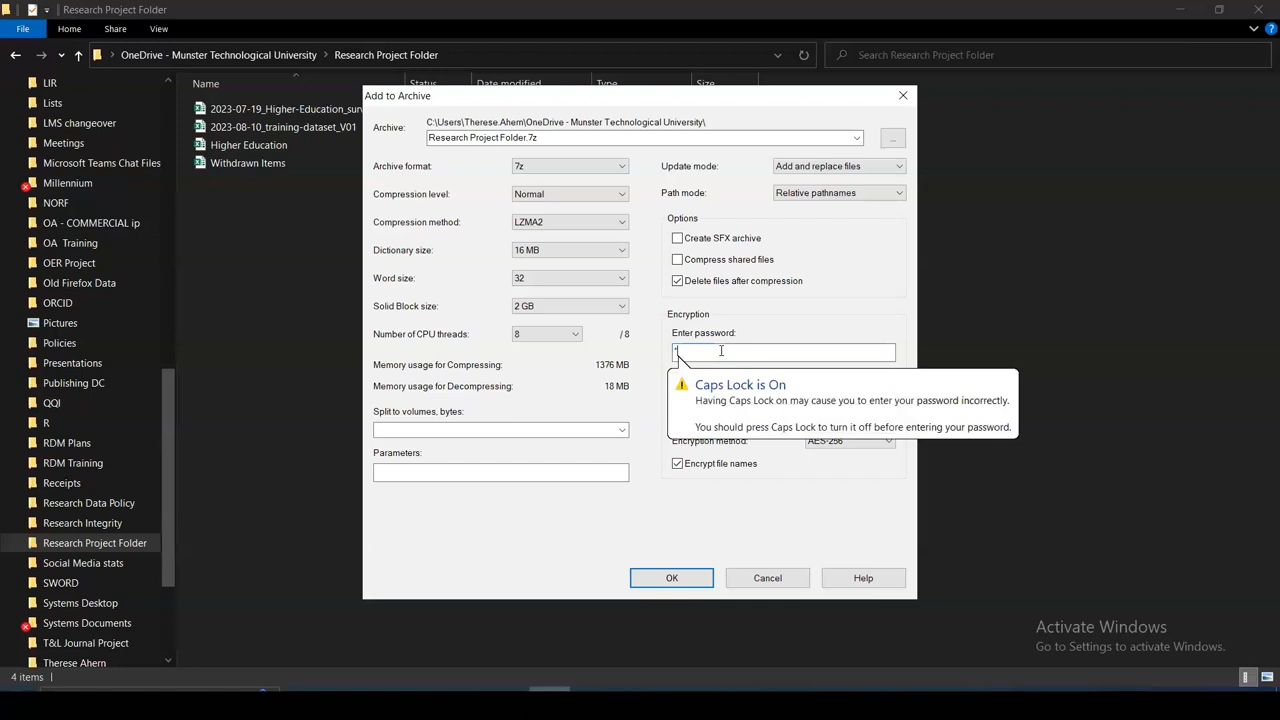 Research Project Folder
File Home Share View
OneDrive - Munster Technological University > Research Project Folder
Search Research Project Folder
LIR
Lists
LMS changeover
Meetings
Microsoft Teams Chat Files
Millennium
NORF
OA - COMMERCIAL ip
OA Training
OER Project
Old Firefox Data
ORCID
Pictures
Policies
Presentations
Publishing DC
QQI
R
RDM Plans
RDM Training
Receipts
Research Data Policy
Research Integrity
Research Project Folder
Social Media stats
SWORD
Systems Desktop
Systems Documents
T&L Journal Project
Therese Ahern
Name Status Date modified Type Size
2023-07-19_Higher-Education_sur
2023-08-10_training-dataset_V01
Higher Education
Withdrawn Items
Add to Archive
Archive:
C:\Users\Therese.Ahern\OneDrive - Munster Technological University\
Research Project Folder.7z
...
Archive format: 7z
Compression level: Normal
Compression method: LZMA2
Dictionary size: 16 MB
Word size: 32
Solid Block size: 2 GB
Number of CPU threads: 8 / 8
Memory usage for Compressing: 1376 MB
Memory usage for Decompressing: 18 MB
Split to volumes, bytes:
Parameters:
Update mode: Add and replace files
Path mode: Relative pathnames
Options
Create SFX archive
Compress shared files
Delete files after compression
Encryption
Enter password:
*
Caps Lock is On
Having Caps Lock on may cause you to enter your password incorrectly.
You should press Caps Lock to turn it off before entering your password.
Encryption method: AES-256
Encrypt file names
OK Cancel Help
Activate Windows
Go to Settings to activate Windows.
4 items